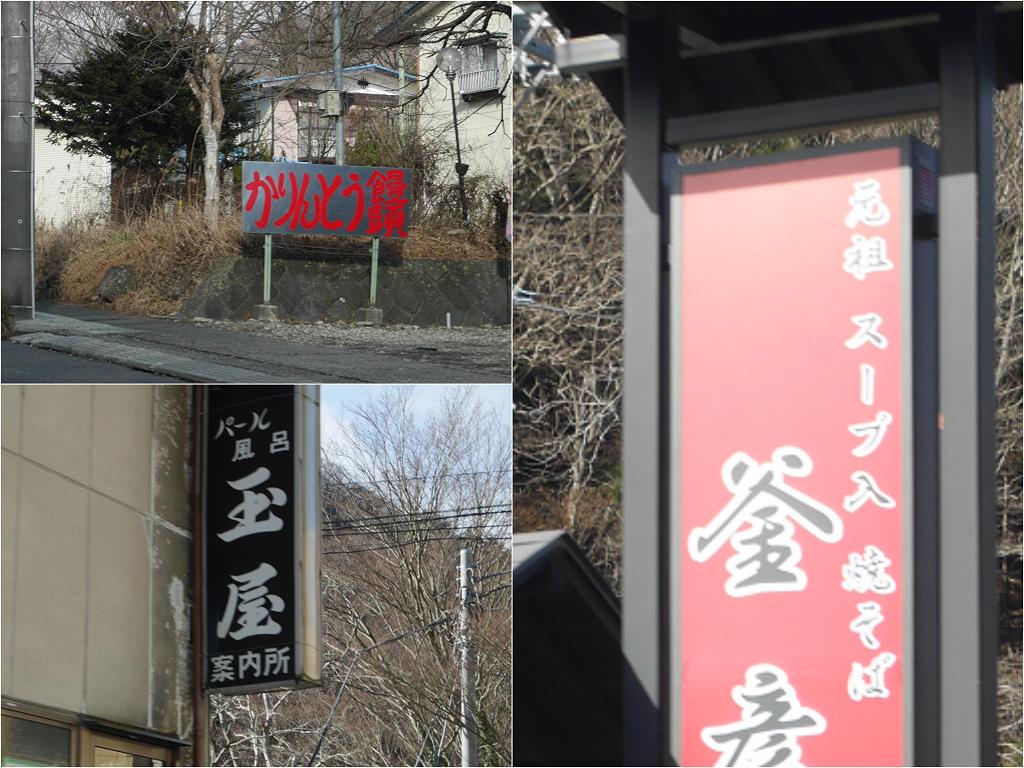 かりんとう饅頭
パール
風呂
玉屋
案内所
元祖 スープ入 焼そば
釜彦